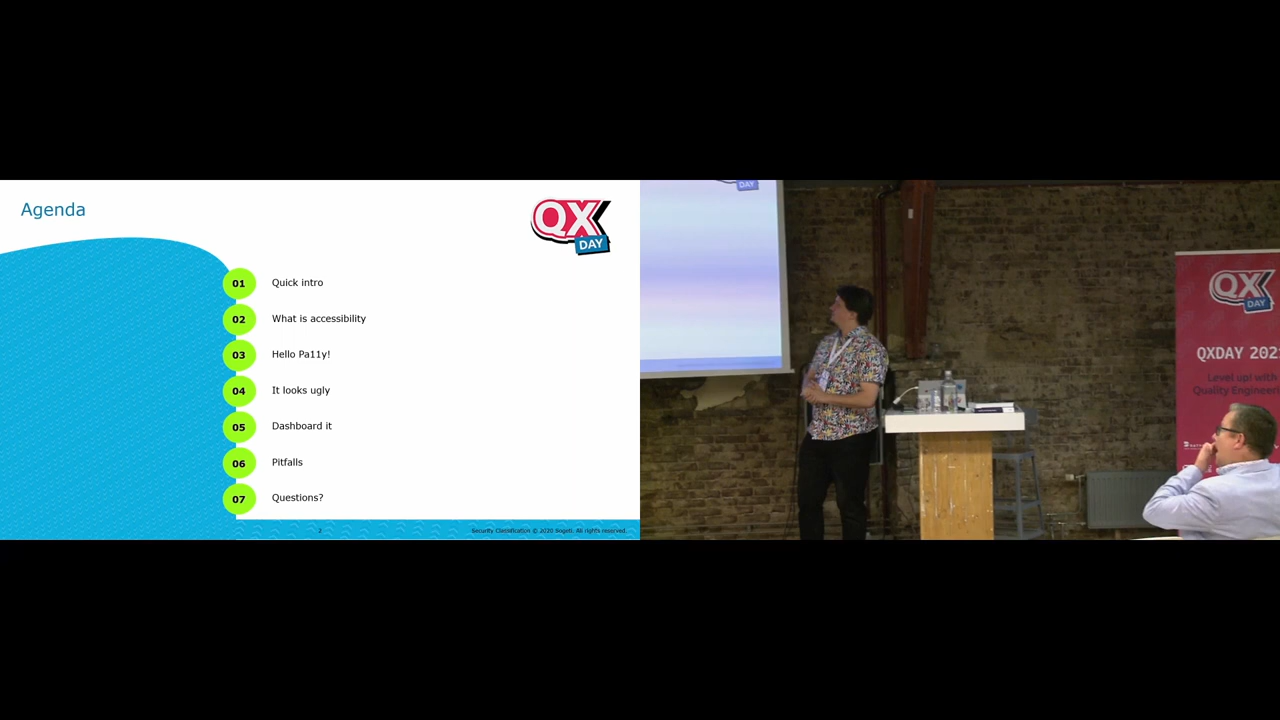 Agenda
QX
DAY
01 Quick intro
02 What is accessibility
03 Hello Pa11y!
04 It looks ugly
05 Dashboard it
06 Pitfalls
07 Questions?
2
Security Classification © 2020 Sogeti. All rights reserved.
DAY
QX
DAY
QXDAY 202
Level up! with
Quality Engineeri